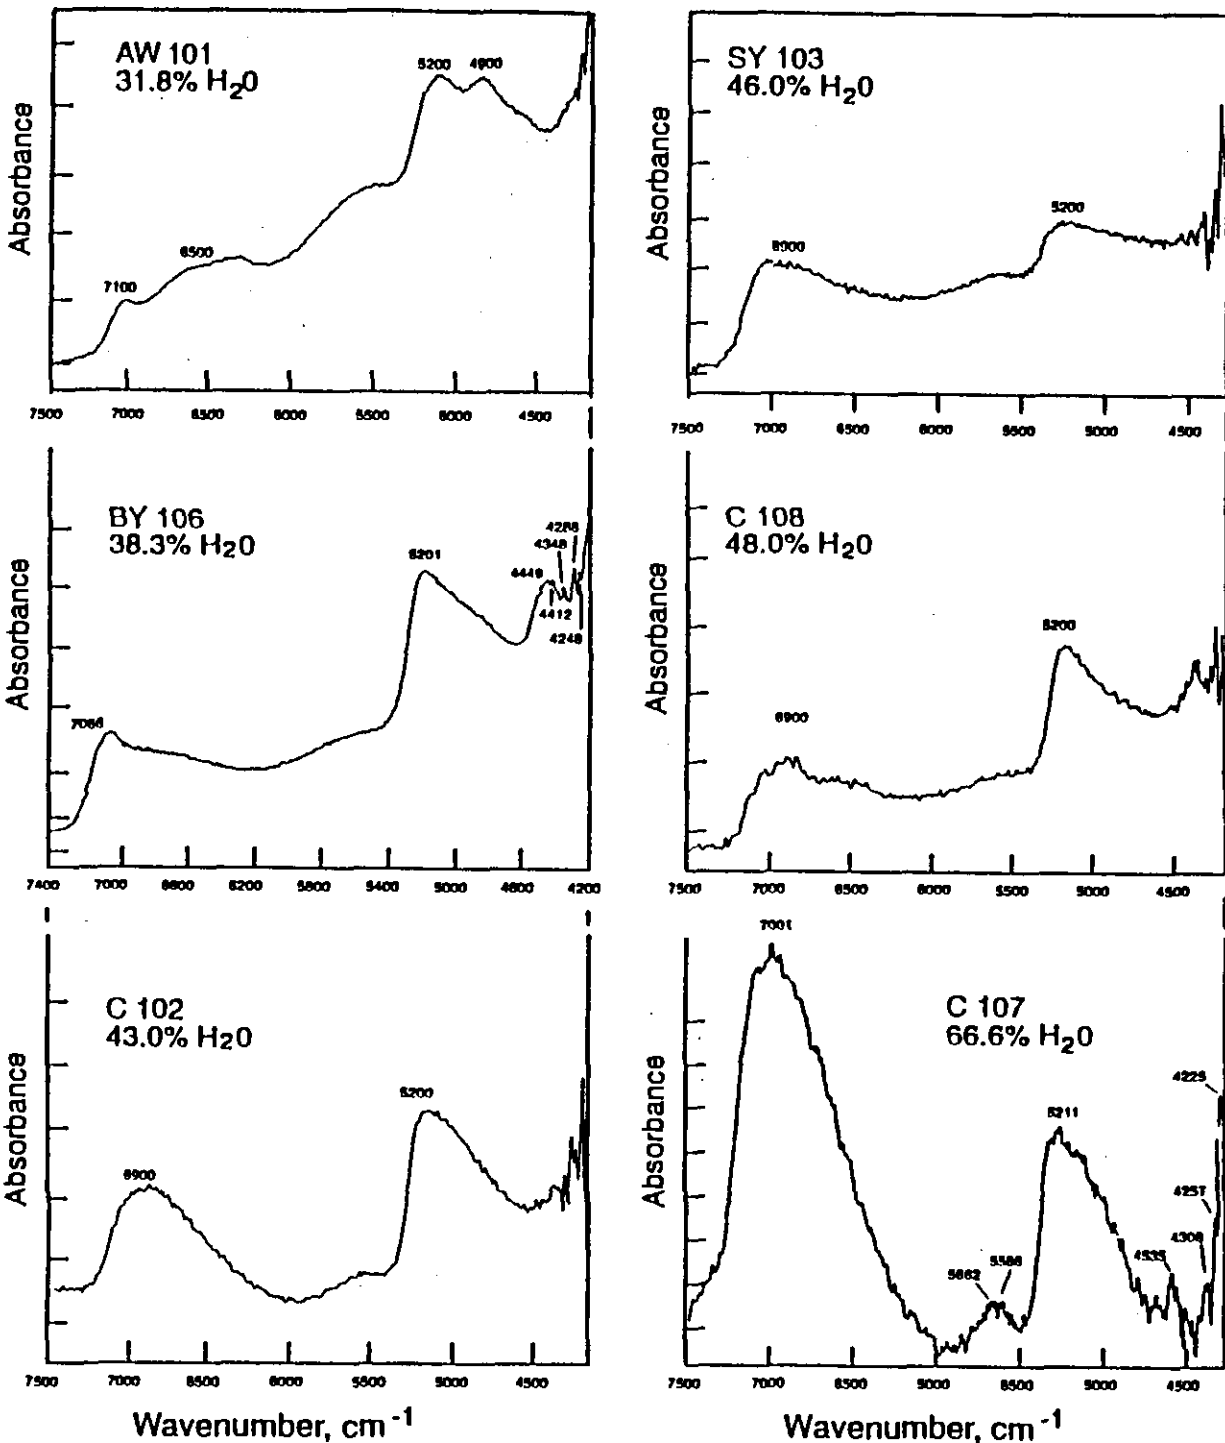 AW 101
31.8% H2O
5200 4900
6500
7100
Absorbance
7500 7000 6500 6000 5500 5000 4500
SY 103
46.0% H2O
5200
6900
Absorbance
7500 7000 6500 6000 5500 5000 4500
BY 106
38.3% H2O
4288
4348
5201
4449
4412
4248
7066
Absorbance
7400 7000 6600 6200 5800 5400 5000 4600 4200
C 108
48.0% H2O
5200
6900
Absorbance
7500 7000 6500 6000 5500 5000 4500
C 102
43.0% H2O
5200
6900
Absorbance
7500 7000 6500 6000 5500 5000 4500
Wavenumber, cm-1
7001
C 107
66.6% H2O
4225
5211
4257
4308
4535
5662 5586
Absorbance
7500 7000 6500 6000 5500 5000 4500
Wavenumber, cm-1